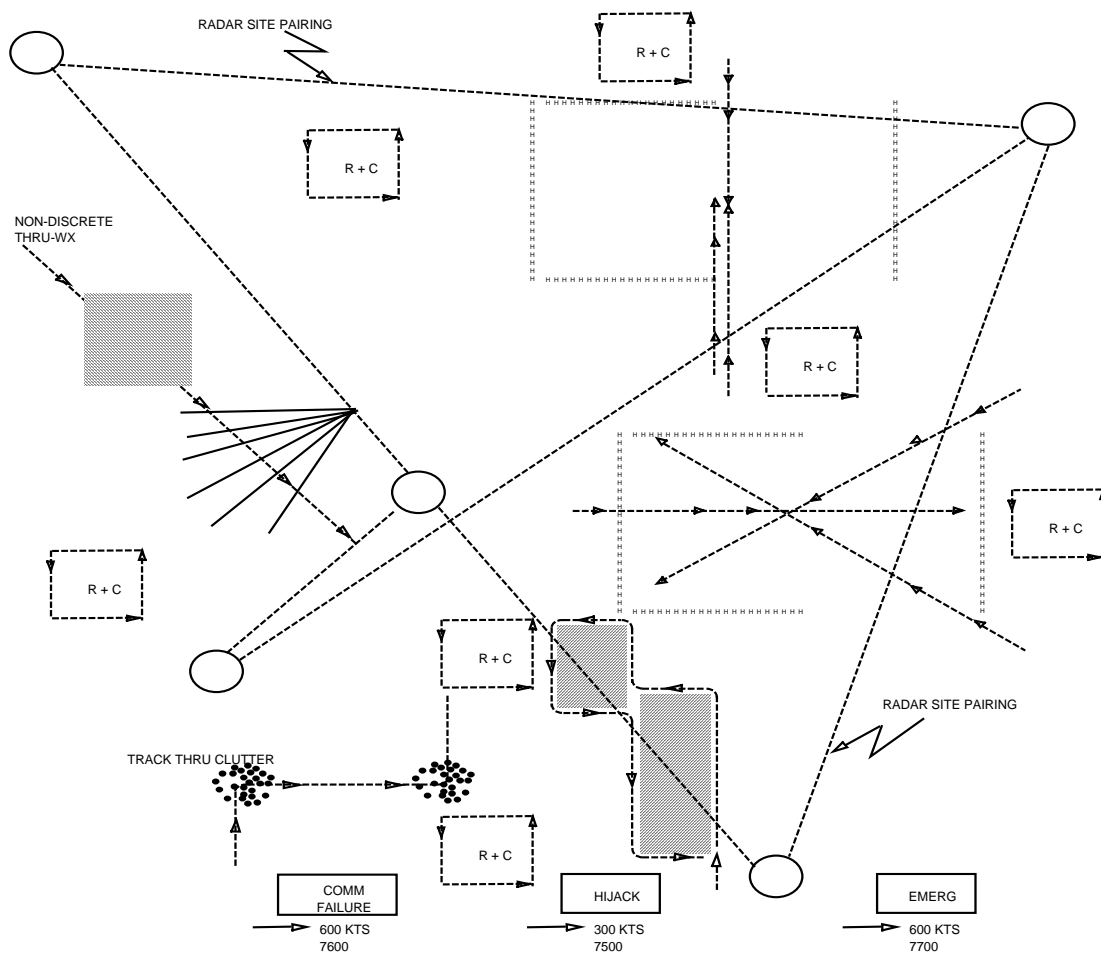 RADAR SITE PAIRING
R + C
R + C
NON-DISCRETE
THRU-WX
R + C
R + C
R + C
R + C
RADAR SITE PAIRING
TRACK THRU CLUTTER
R + C
COMM
FAILURE
600 KTS
7600
HIJACK
300 KTS
7500
EMERG
600 KTS
7700